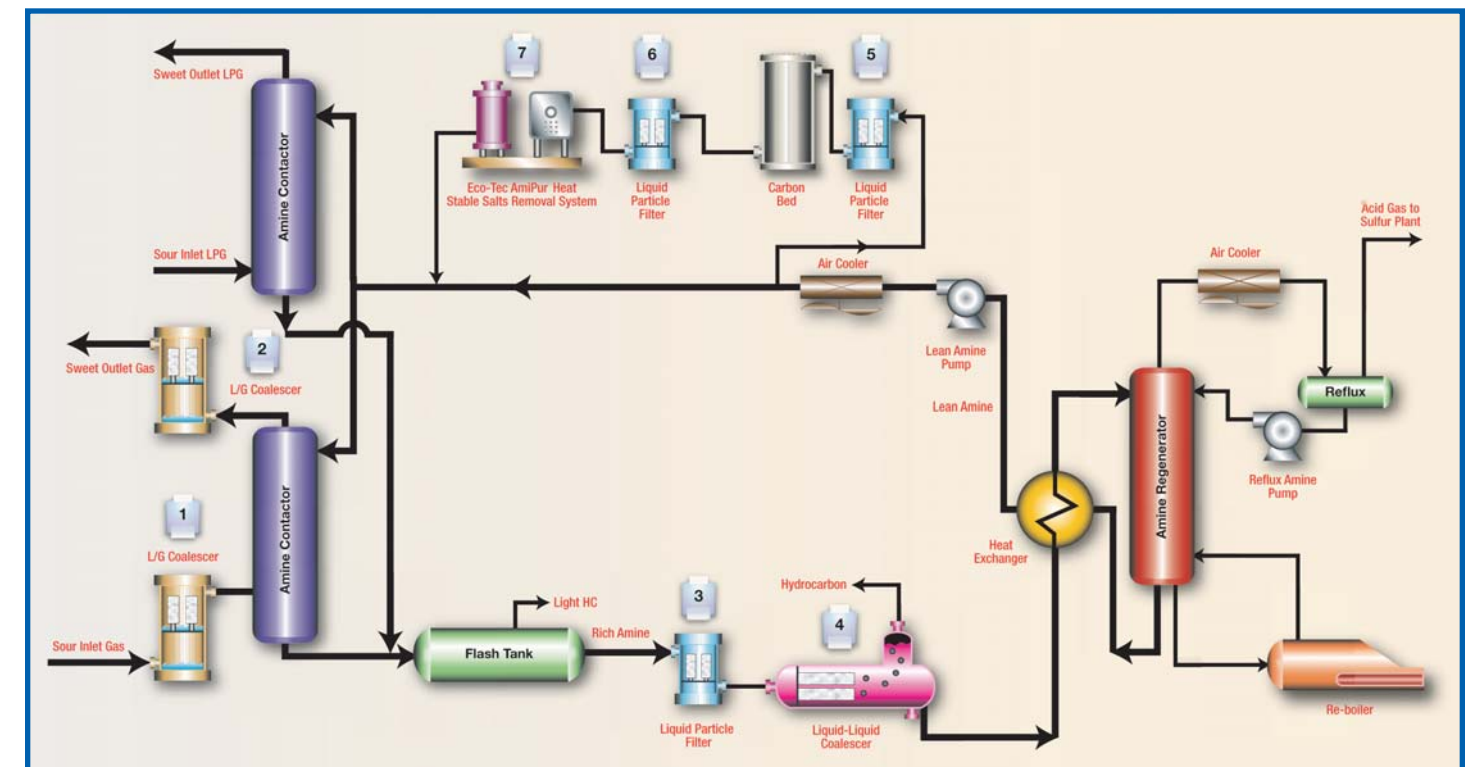 Sweet Outlet LPG
Amine Contactor
Sour Inlet LPG
7
Eco-Tec AmiPur Heat
Stable Salts Removal System
6
Liquid
Particle
Filter
Carbon
Bed
5
Liquid
Particle
Filter
Air Cooler
Lean Amine
Pump
Lean Amine
Acid Gas to
Sulfur Plant
Air Cooler
Reflux
Reflux Amine
Pump
Amine Regenerator
Heat
Exchanger
Re-boiler
Sweet Outlet Gas
2
L/G Coalescer
1
L/G Coalescer
Amine Contactor
Sour Inlet Gas
Light HC
Flash Tank
Rich Amine
3
Liquid Particle
Filter
Hydrocarbon
4
Liquid-Liquid
Coalescer